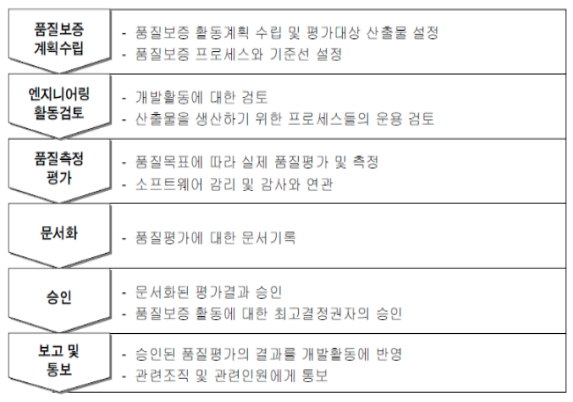 품질보증
계획수립
- 품질보증 활동계획 수립 및 평가대상 산출물 설정
- 품질보증 프로세스와 기준선 설정
엔지니어링
활동검토
- 개발활동에 대한 검토
- 산출물을 생산하기 위한 프로세스들의 운용 검토
품질측정
평가
- 품질목표에 따라 실제 품질평가 및 측정
- 소프트웨어 감리 및 감사와 연관
문서화
- 품질평가에 대한 문서기록
승인
- 문서화된 평가결과 승인
- 품질보증 활동에 대한 최고결정권자의 승인
보고 및
통보
- 승인된 품질평가의 결과를 개발활동에 반영
- 관련조직 및 관련인원에게 통보